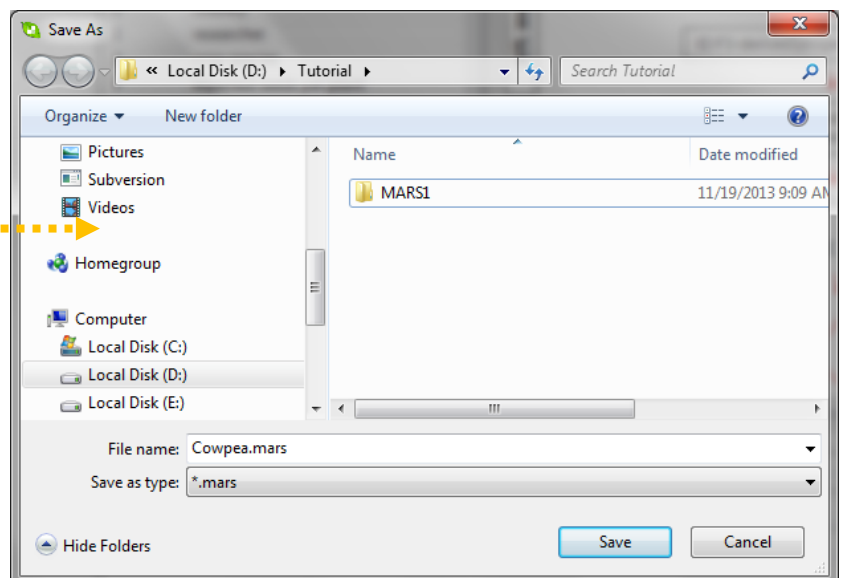 Save As
« Local Disk (D:) Tutorial Search Tutorial
Organize New folder
Pictures
Subversion
Videos
Homegroup
Computer
Local Disk (C:)
Local Disk (D:)
Local Disk (E:)
Name Date modified
MARS1 11/19/2013 9:09 AM
File name: Cowpea.mars
Save as type: *.mars
Hide Folders Save Cancel